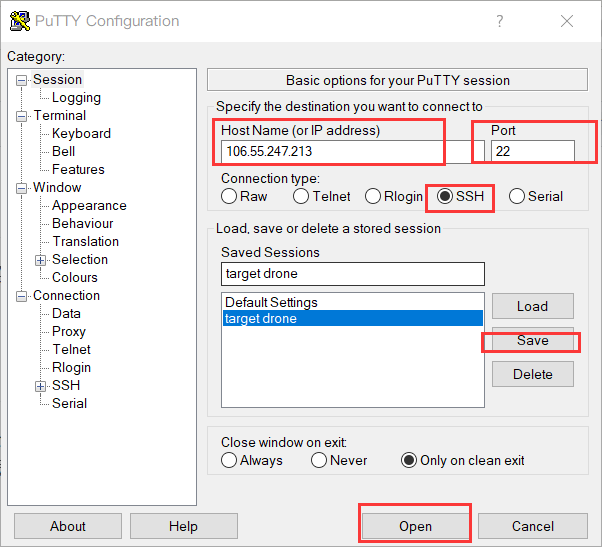 PuTTY Configuration
Category:
Session
Logging
Terminal
Keyboard
Bell
Features
Window
Appearance
Behaviour
Translation
Selection
Colours
Connection
Data
Proxy
Telnet
Rlogin
SSH
Serial
Basic options for your PuTTY session
Specify the destination you want to connect to
Host Name (or IP address) Port
106.55.247.213 22
Connection type:
Raw Telnet Rlogin SSH Serial
Load, save or delete a stored session
Saved Sessions
target drone
Default Settings
target drone
Load
Save
Delete
Close window on exit:
Always Never Only on clean exit
About Help Open Cancel